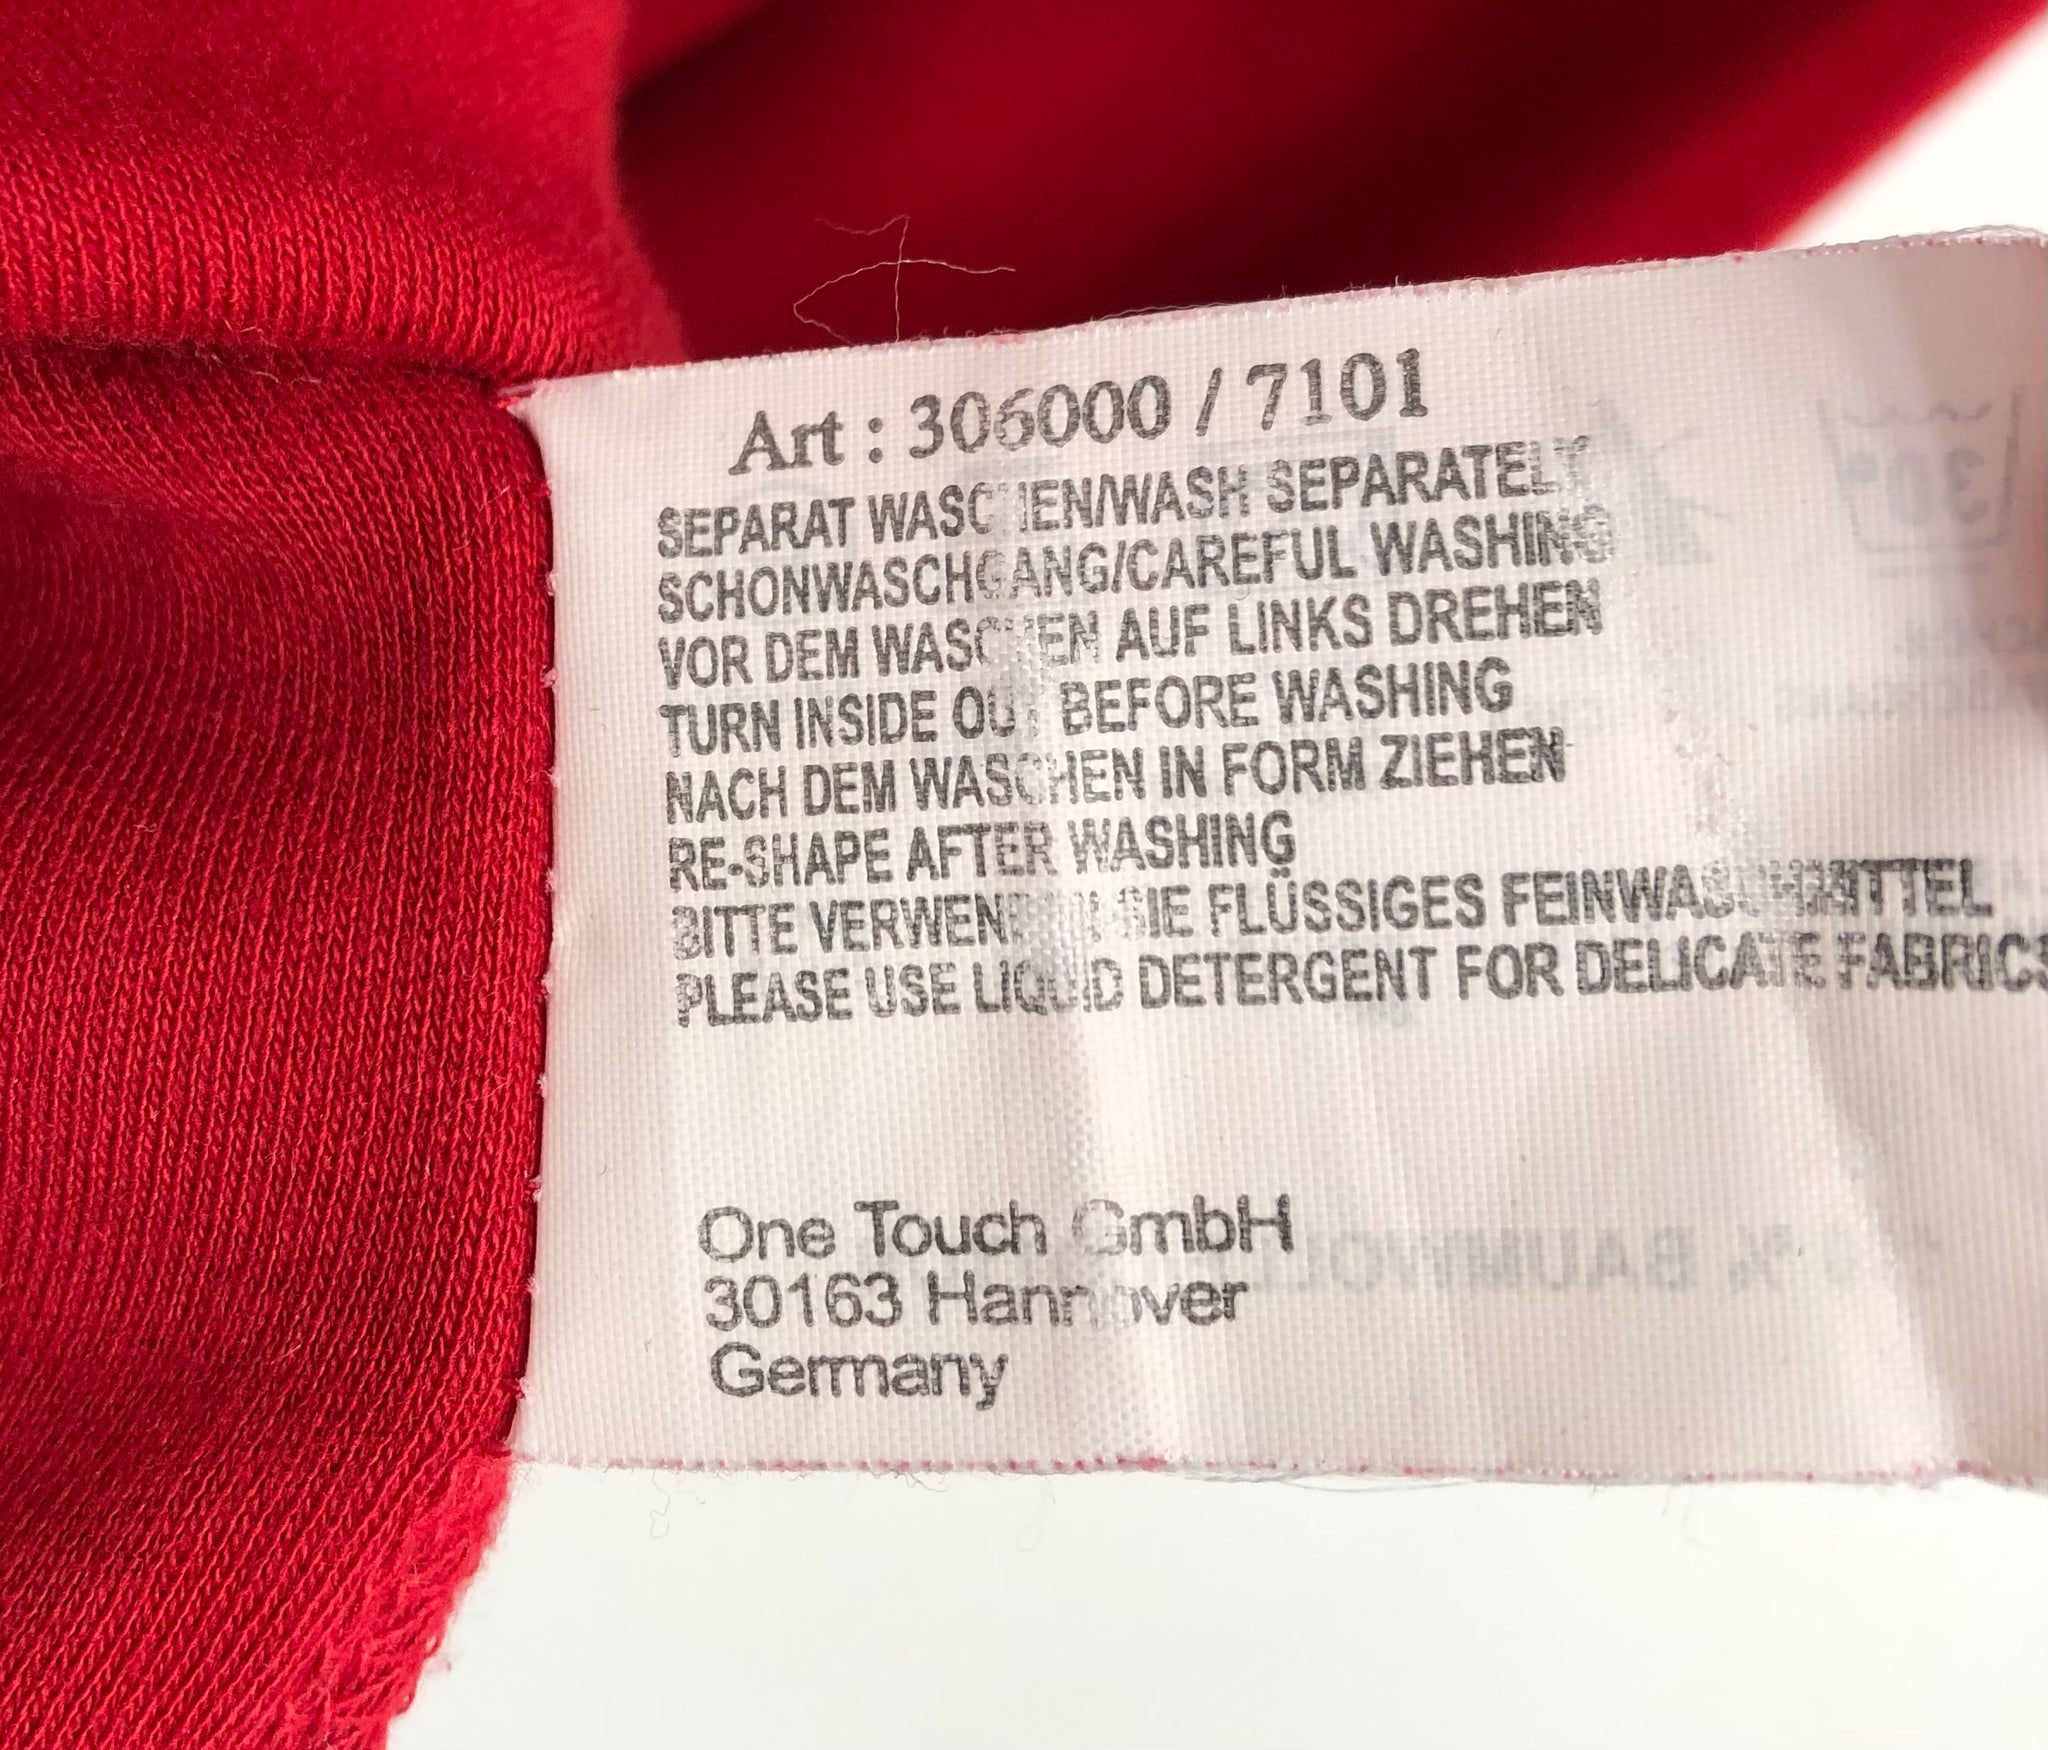 Art : 306000 / 7101
SEPARAT WASCHEN/WASH SEPARATELY
SCHONWASCHGANG/CAREFUL WASHING
VOR DEM WASCHEN AUF LINKS DREHEN
TURN INSIDE OUT BEFORE WASHING
NACH DEM WASCHEN IN FORM ZIEHEN
RE-SHAPE AFTER WASHING
BITTE VERWENDEN SIE FLÜSSIGES FEINWASCHMITTEL
PLEASE USE LIQUID DETERGENT FOR DELICATE FABRICS
One Touch GmbH
30163 Hannover
Germany